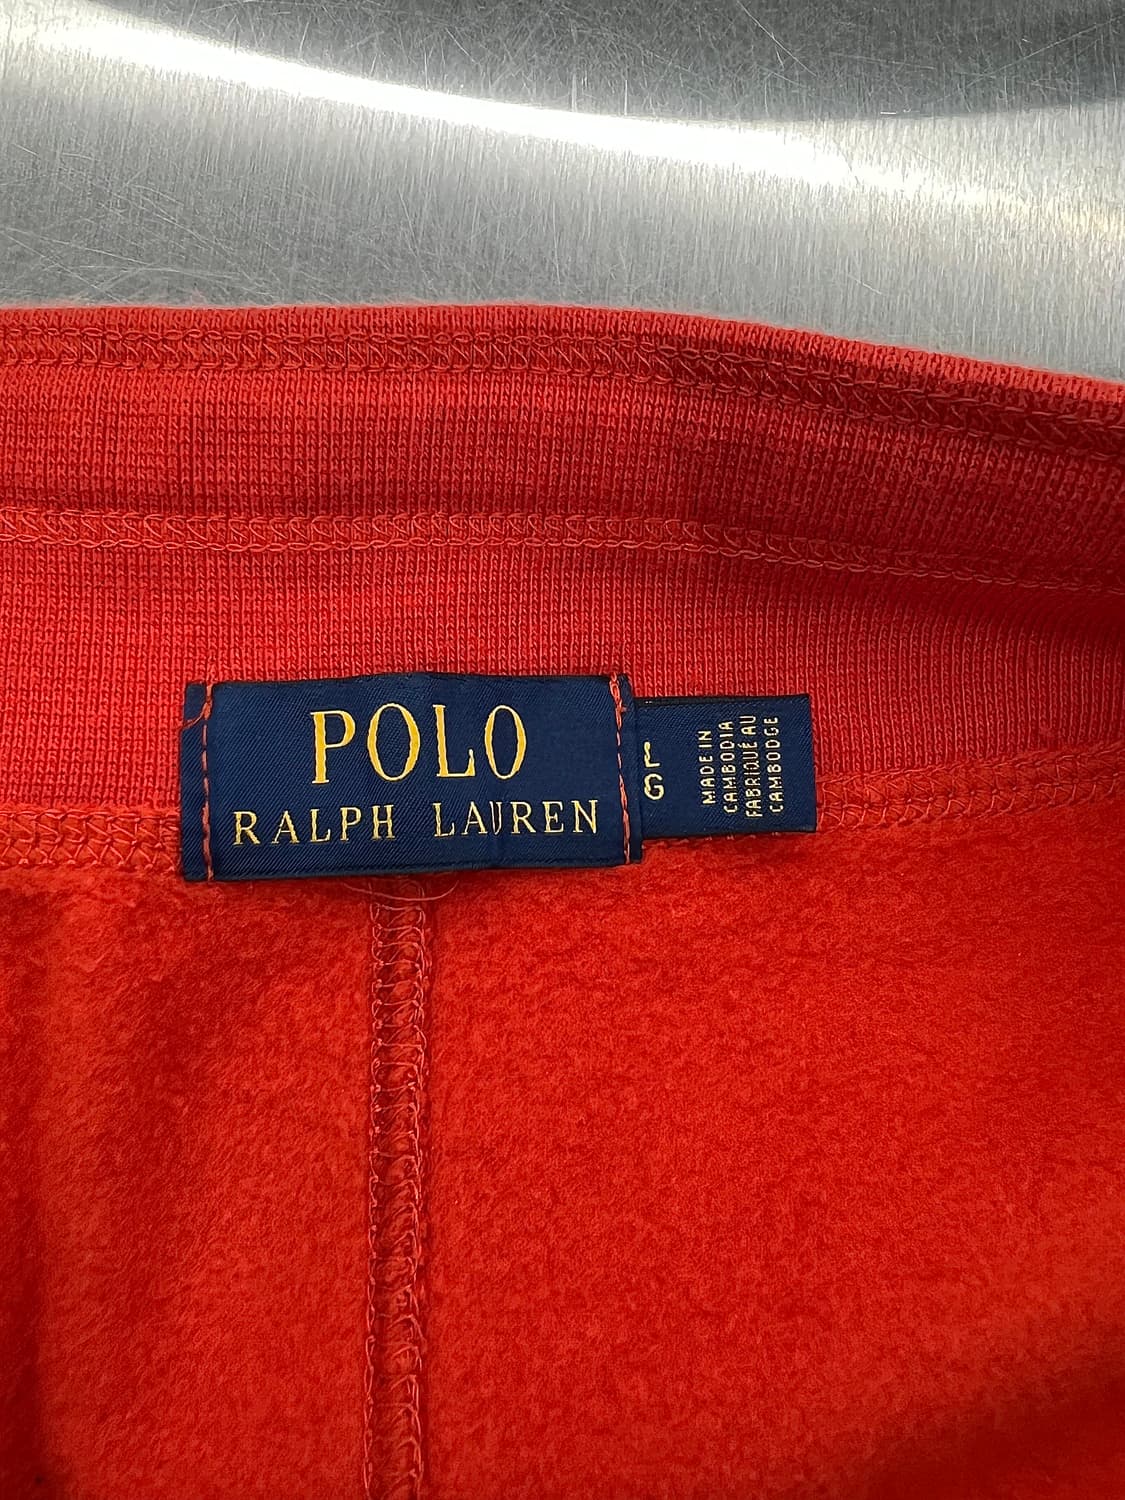 POLO
RALPH LAUREN
L
G
MADE IN
CAMBODIA
FABRIQUÉ AU
CAMBODGE